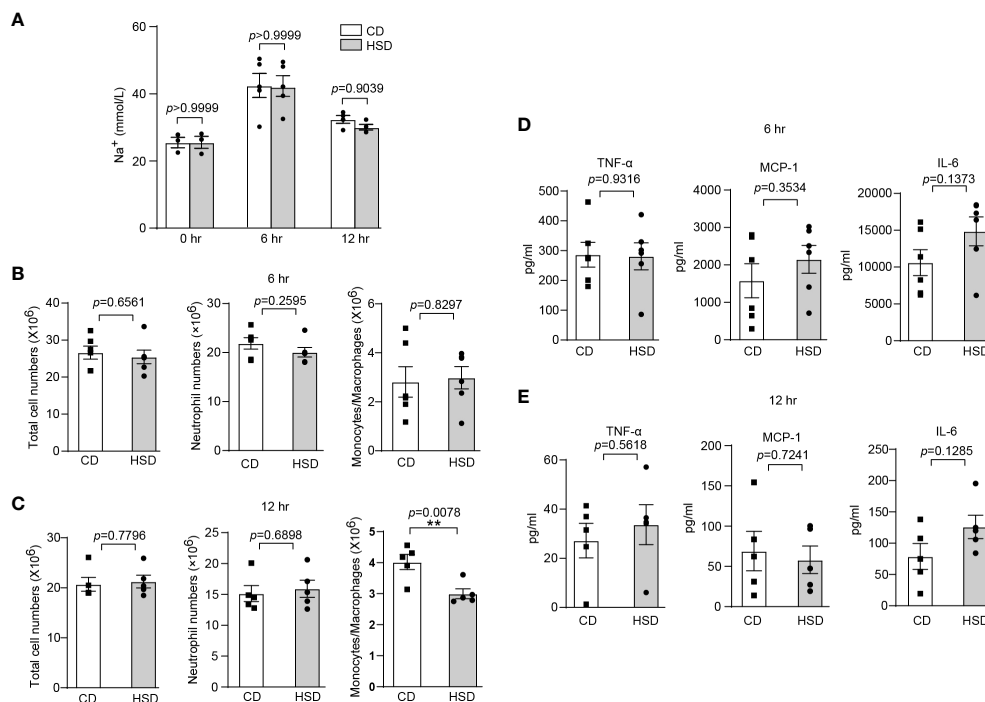 A
60
40
20
0
Na⁺ (mmol/L)
p>0.9999
p>0.9999
p=0.9039
CD
HSD
0 hr
6 hr
12 hr
B
6 hr
Total cell numbers (X10⁶)
40
30
20
10
0
p=0.6561
CD
HSD
Neutrophil numbers (×10⁶)
30
20
10
0
p=0.2595
CD
HSD
Monocytes/Macrophages (X10⁶)
6
4
2
0
p=0.8297
CD
HSD
C
12 hr
Total cell numbers (X10⁶)
30
20
10
0
p=0.7796
CD
HSD
Neutrophil numbers (×10⁶)
25
20
15
10
5
0
p=0.6898
CD
HSD
Monocytes/Macrophages (X10⁶)
5
4
3
4
6
0
p=0.0078
**
CD
HSD
D
6 hr
TNF-α
p=0.9316
pg/ml
500
400
300
200
100
0
CD
HSD
MCP-1
p=0.3534
pg/ml
4000
3000
2000
1000
0
CD
HSD
IL-6
p=0.1373
pg/ml
20000
15000
10000
5000
0
CD
HSD
E
12 hr
TNF-α
p=0.5618
pg/ml
60
40
20
0
CD
HSD
MCP-1
p=0.7241
pg/ml
200
150
100
50
0
CD
HSD
IL-6
p=0.1285
pg/ml
250
200
150
100
50
0
CD
HSD